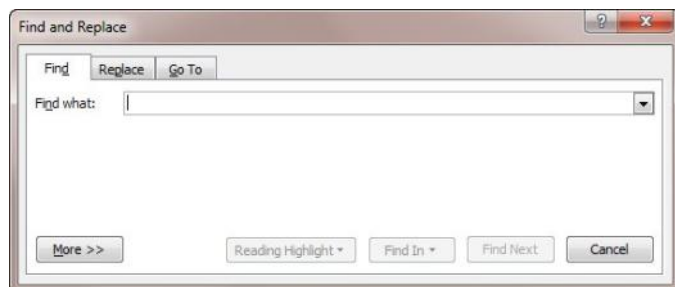 Find and Replace
Find Replace Go To
Find what:
More >> Reading Highlight Find In Find Next Cancel